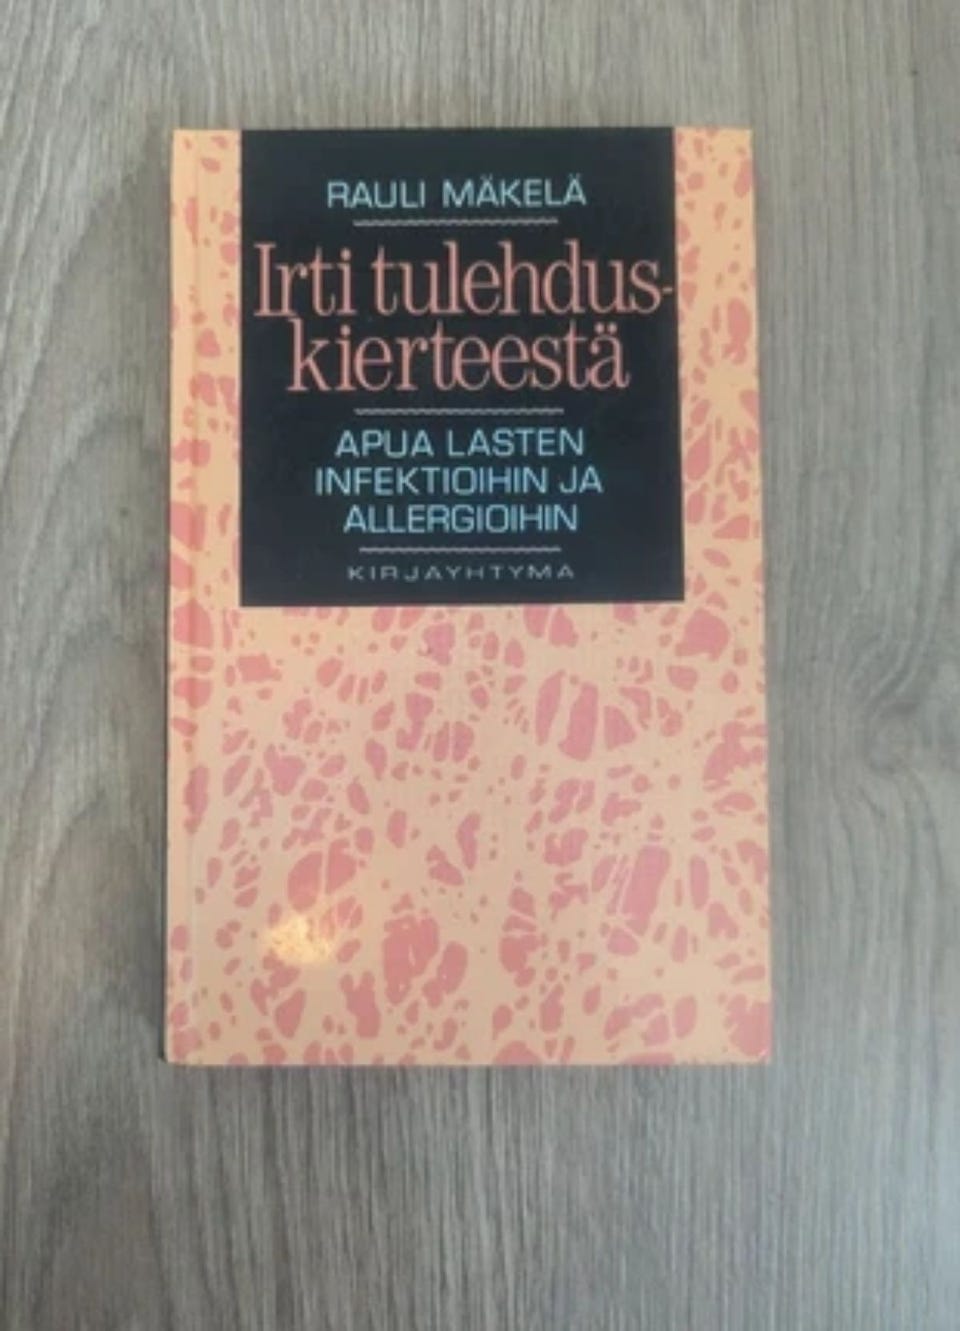 RAULI MÄKELÄ
Irti tulehdus-
kierteestä
APUA LASTEN
INFEKTIOIHIN JA
ALLERGIOIHIN
KIRJAYHTYMÄ